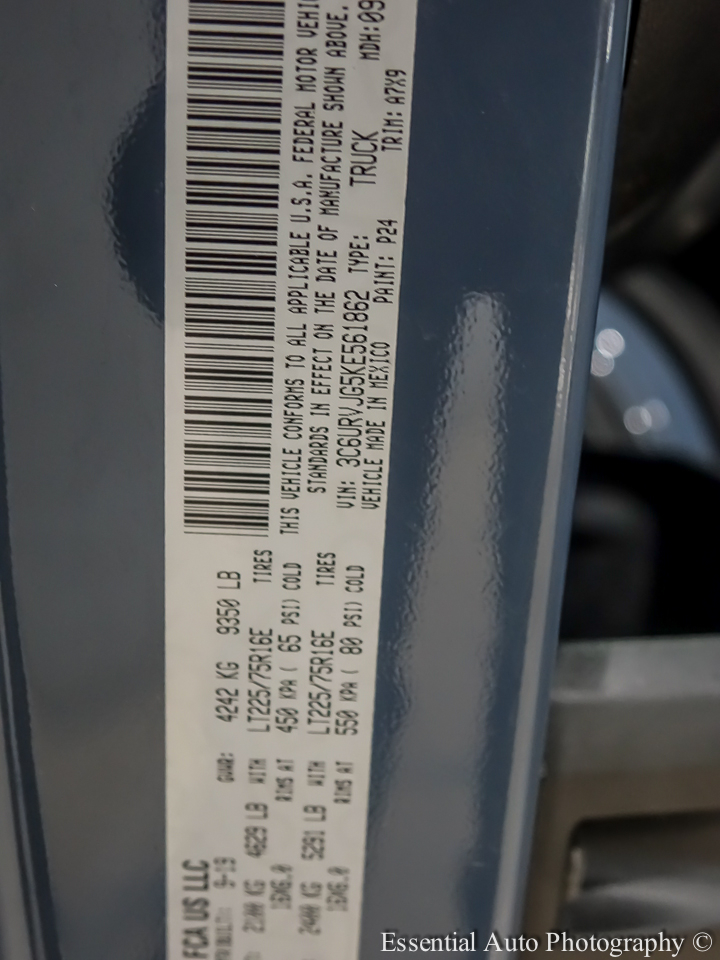 FCA US LLC
9-19 GVWR: 4242 KG 9350 LB
2100 KG 4629 LB WITH LT225/75R16E TIRES
16X6.0 RIMS AT 450 KPA ( 65 PSI) COLD
2400 KG 5291 LB WITH LT225/75R16E TIRES
16X6.0 RIMS AT 550 KPA ( 80 PSI) COLD
THIS VEHICLE CONFORMS TO ALL APPLICABLE U.S.A. FEDERAL MOTOR
STANDARDS IN EFFECT ON THE DATE OF MANUFACTURE SHOWN ABOVE.
VIN: 3C6URVJG5KE561862 TYPE: TRUCK MDH:09
VEHICLE MADE IN MEXICO PAINT: P24 TRIM: A7X9
Essential Auto Photography ©